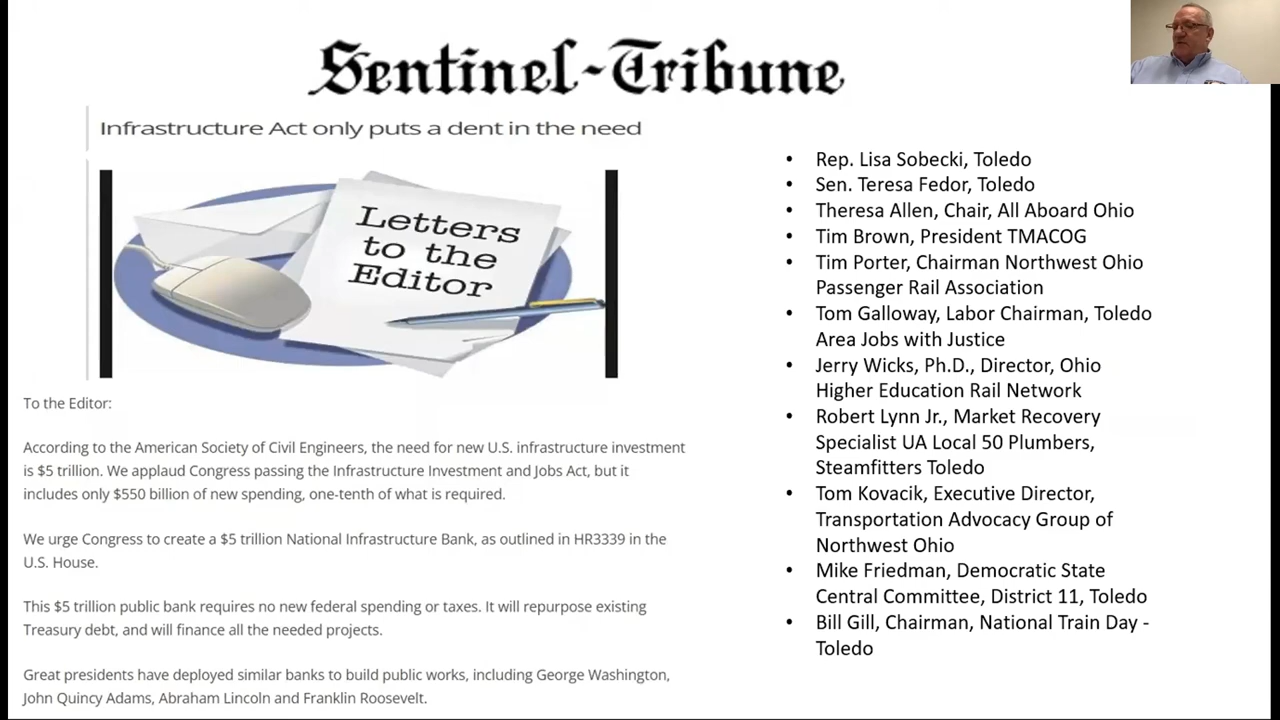 Sentinel-Tribune
Infrastructure Act only puts a dent in the need
Letters
to the
Editor
To the Editor:
According to the American Society of Civil Engineers, the need for new U.S. infrastructure investment
is $5 trillion. We applaud Congress passing the Infrastructure Investment and Jobs Act, but it
includes only $550 billion of new spending, one-tenth of what is required.
We urge Congress to create a $5 trillion National Infrastructure Bank, as outlined in HR3339 in the
U.S. House.
This $5 trillion public bank requires no new federal spending or taxes. It will repurpose existing
Treasury debt, and will finance all the needed projects.
Great presidents have deployed similar banks to build public works, including George Washington,
John Quincy Adams, Abraham Lincoln and Franklin Roosevelt.
• Rep. Lisa Sobecki, Toledo
• Sen. Teresa Fedor, Toledo
• Theresa Allen, Chair, All Aboard Ohio
• Tim Brown, President TMACOG
• Tim Porter, Chairman Northwest Ohio
Passenger Rail Association
• Tom Galloway, Labor Chairman, Toledo
Area Jobs with Justice
• Jerry Wicks, Ph.D., Director, Ohio
Higher Education Rail Network
• Robert Lynn Jr., Market Recovery
Specialist UA Local 50 Plumbers,
Steamfitters Toledo
• Tom Kovacik, Executive Director,
Transportation Advocacy Group of
Northwest Ohio
• Mike Friedman, Democratic State
Central Committee, District 11, Toledo
• Bill Gill, Chairman, National Train Day -
Toledo